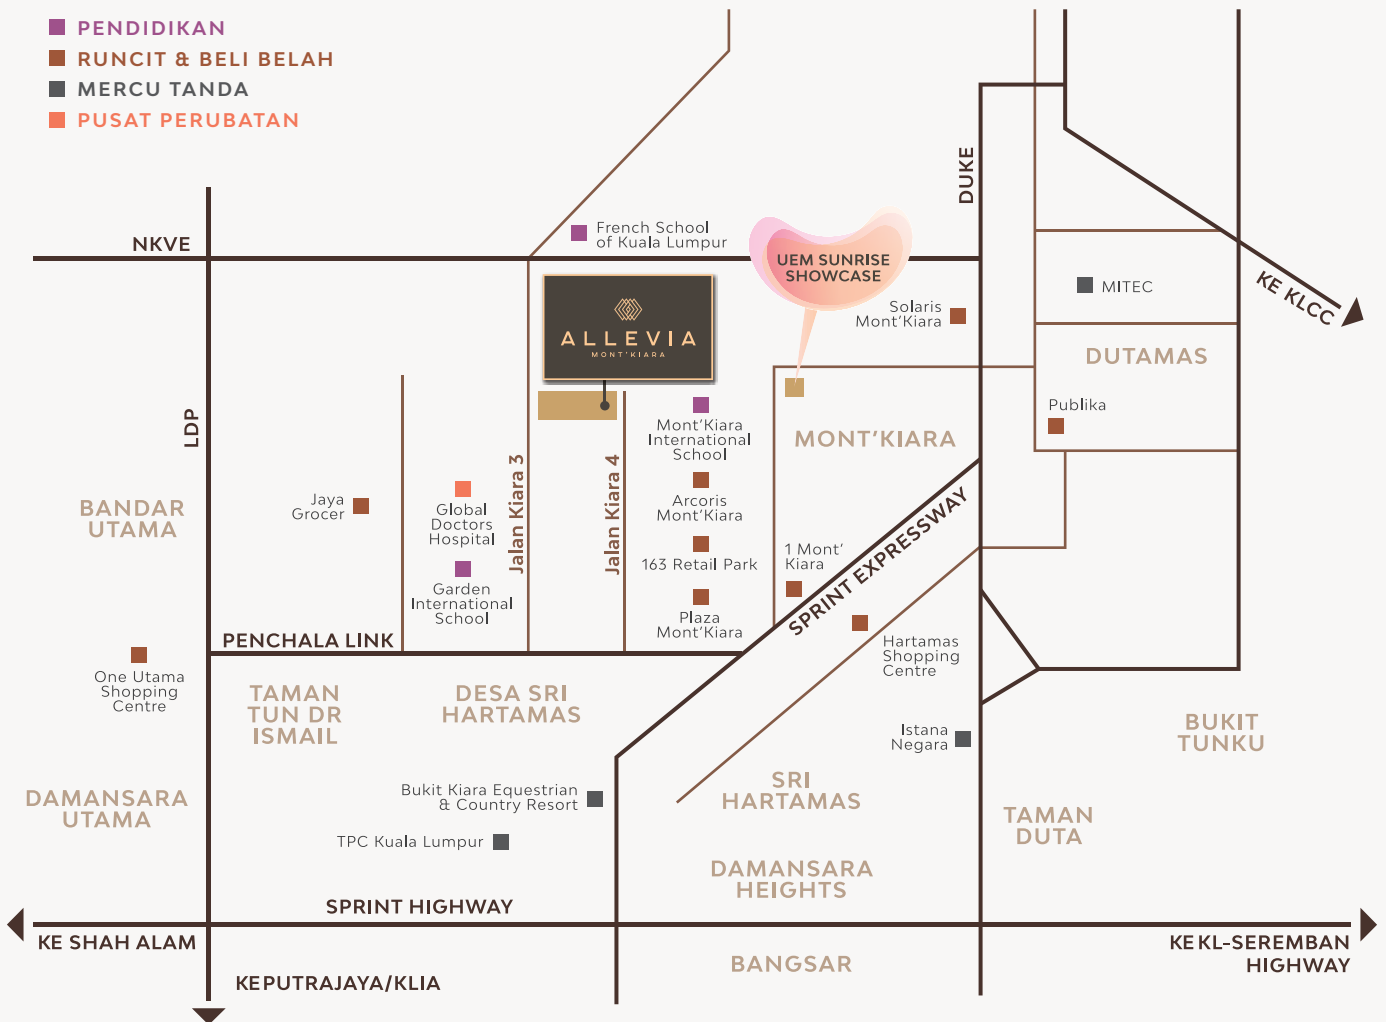 PENDIDIKAN
RUNCIT & BELI BELAH
MERCU TANDA
PUSAT PERUBATAN
NKVE
French School
of Kuala Lumpur
DUKE
UEM SUNRISE
SHOWCASE
KE KLCC
MITEC
Solaris
Mont'Kiara
ALLEVIA
MONT'KIARA
DUTAMAS
Publika
LDP
Mont'Kiara
International
School
MONT'KIARA
Jalan Kiara 3
Jalan Kiara 4
BANDAR
UTAMA
Jaya
Grocer
Global
Doctors
Hospital
Arcoris
Mont'Kiara
SPRINT EXPRESSWAY
163 Retail Park
1 Mont'
Kiara
Garden
International
School
Plaza
Mont'Kiara
PENCHALA LINK
Hartamas
Shopping
Centre
One Utama
Shopping
Centre
TAMAN
TUN DR
ISMAIL
DESA SRI
HARTAMAS
Istana
Negara
BUKIT
TUNKU
DAMANSARA
UTAMA
Bukit Kiara Equestrian
& Country Resort
SRI
HARTAMAS
TAMAN
DUTA
TPC Kuala Lumpur
DAMANSARA
HEIGHTS
SPRINT HIGHWAY
KE SHAH ALAM
KE KL-SEREMBAN
HIGHWAY
BANGSAR
KE PUTRAJAYA/KLIA